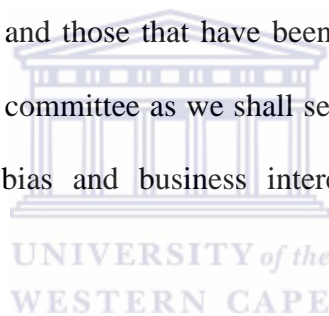 and those that have been
committee as we shall se
bias and business inter
UNIVERSITY of the
WESTERN CAPE